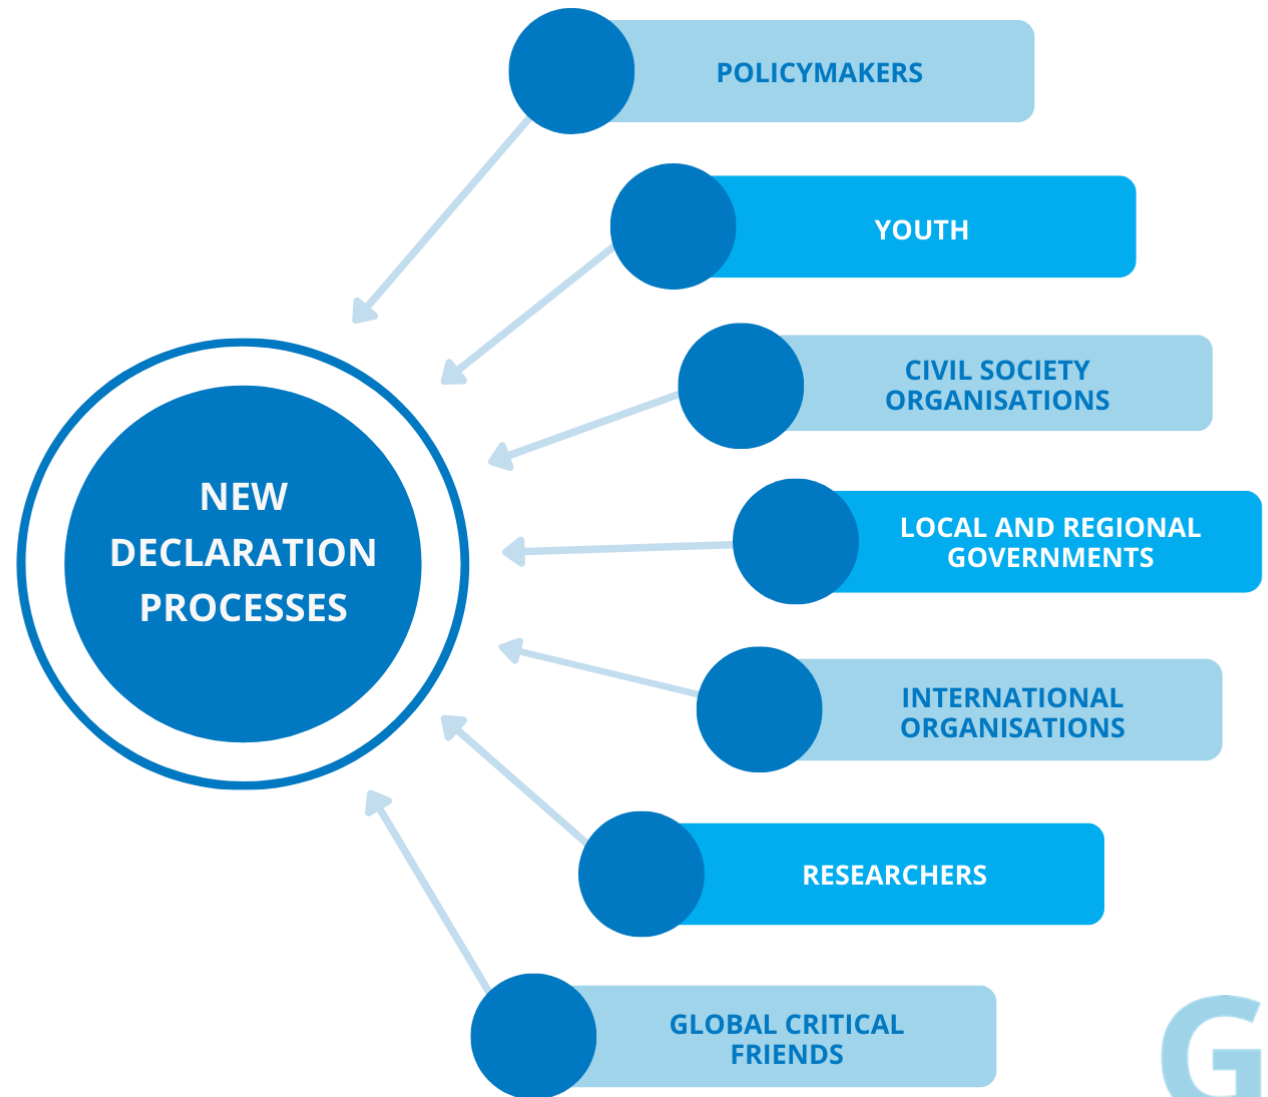 POLICYMAKERS
YOUTH
CIVIL SOCIETY
ORGANISATIONS
NEW
DECLARATION
PROCESSES
LOCAL AND REGIONAL
GOVERNMENTS
INTERNATIONAL
ORGANISATIONS
RESEARCHERS
GLOBAL CRITICAL
FRIENDS
G